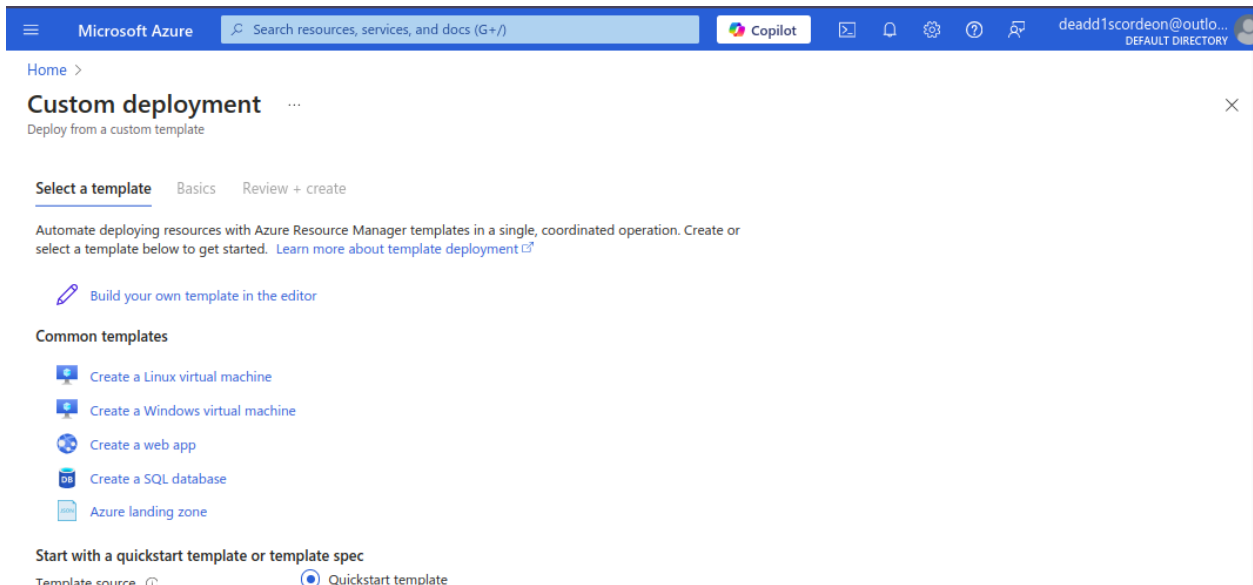 Microsoft Azure
Search resources, services, and docs (G+/)
Copilot
deadd1scordeon@outlo...
DEFAULT DIRECTORY
Home >
Custom deployment ...
Deploy from a custom template
Select a template Basics Review + create
Automate deploying resources with Azure Resource Manager templates in a single, coordinated operation. Create or
select a template below to get started. Learn more about template deployment
Build your own template in the editor
Common templates
Create a Linux virtual machine
Create a Windows virtual machine
Create a web app
DB
Create a SQL database
JSON
Azure landing zone
Start with a quickstart template or template spec
Template source
Quickstart template